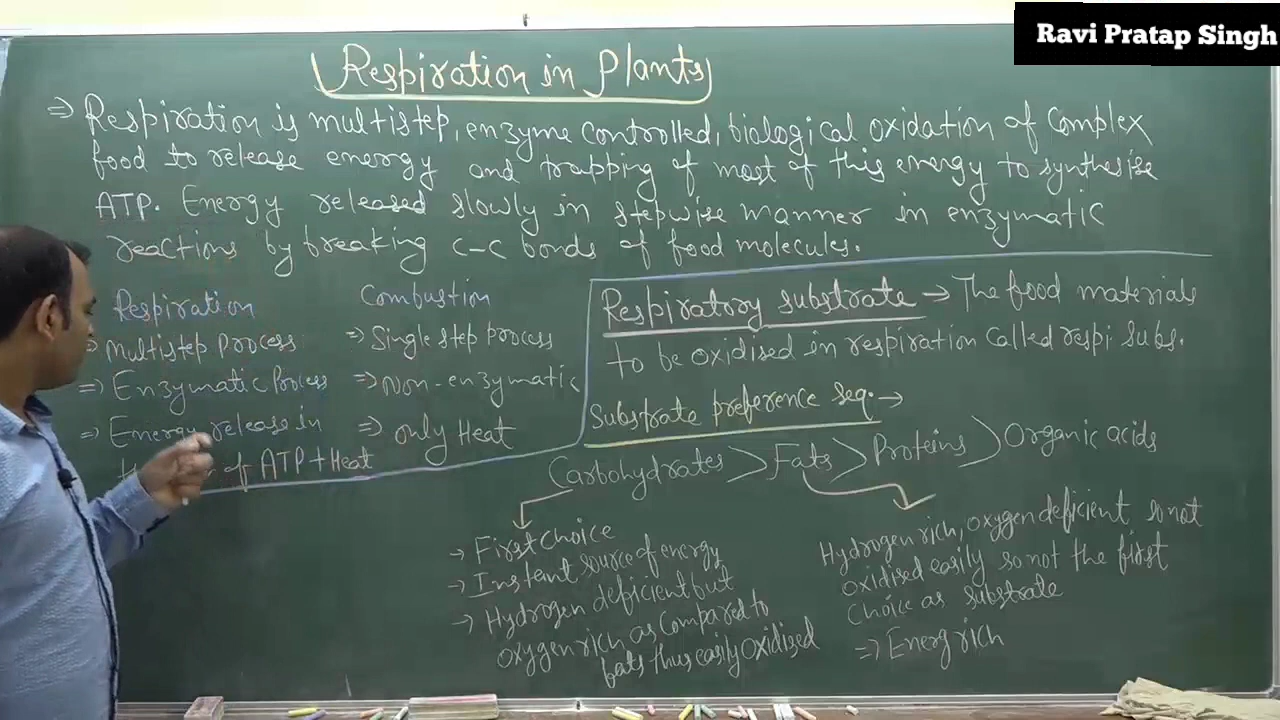 Ravi Pratap Singh
Respiration in Plants
⇒ Respiration is multistep, enzyme controlled, biological oxidation of Complex
food to release energy and trapping of most of this energy to synthesise
ATP. Energy released slowly in stepwise manner in enzymatic
reactions by breaking C-C bonds of food molecules.
Respiration
⇒ Multistep Process
⇒ Enzymatic Process
⇒ Energy release in
of ATP + Heat
Combustion
⇒ Single step process
⇒ Non-enzymatic
⇒ only Heat
Respiratory substrate → The food materials
to be oxidised in respiration called respi. subs.
Substrate preference seq. →
Carbohydrates > Fats > Proteins > Organic acids
→ First choice
→ Instant source of energy
→ Hydrogen deficient but
oxygen rich as compared to
fats thus easily oxidised
Hydrogen rich, oxygen deficient so not
oxidised easily so not the first
choice as substrate
⇒ Energ rich